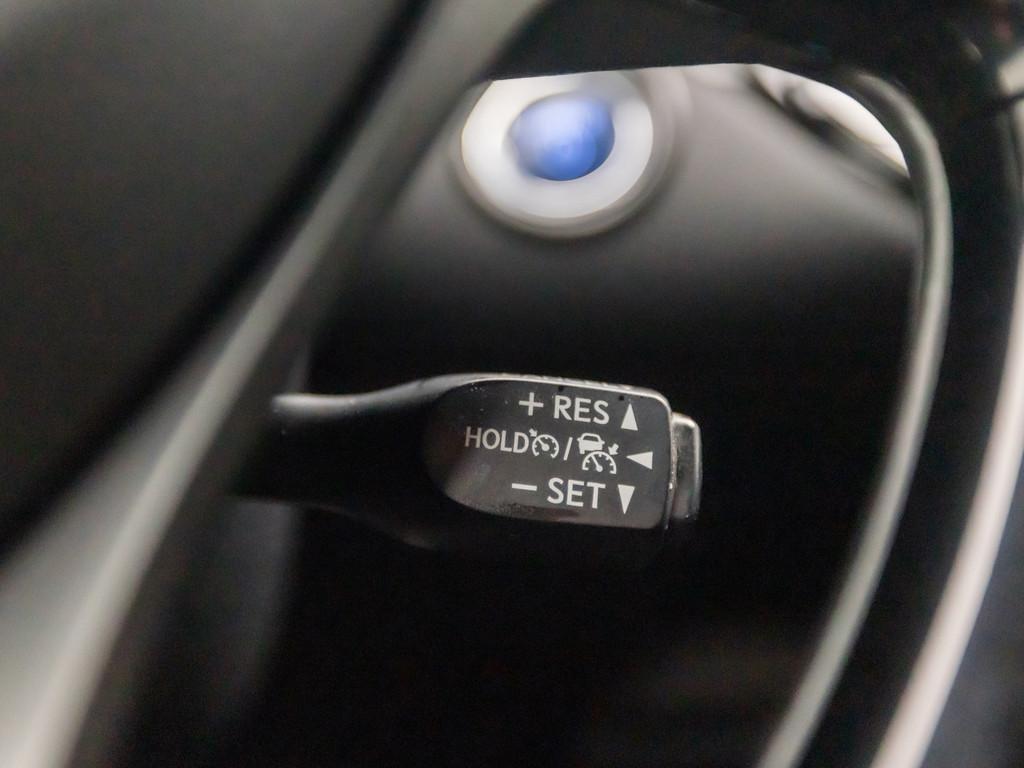 + RES ▲
HOLD / ◀
− SET ▼